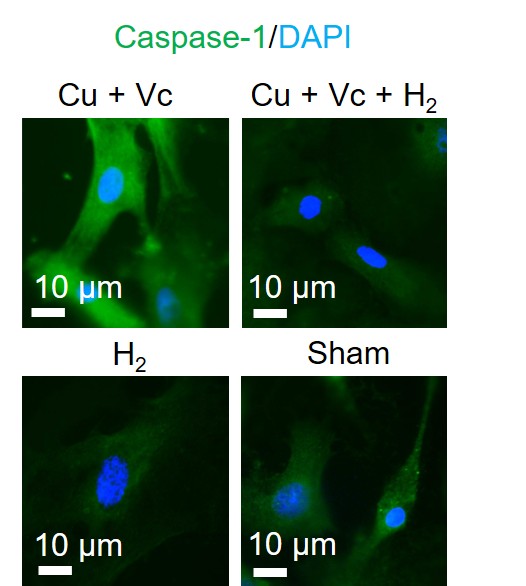 Caspase-1/DAPI
Cu + Vc
Cu + Vc + H₂
10 μm
10 μm
H₂
Sham
10 μm
10 μm